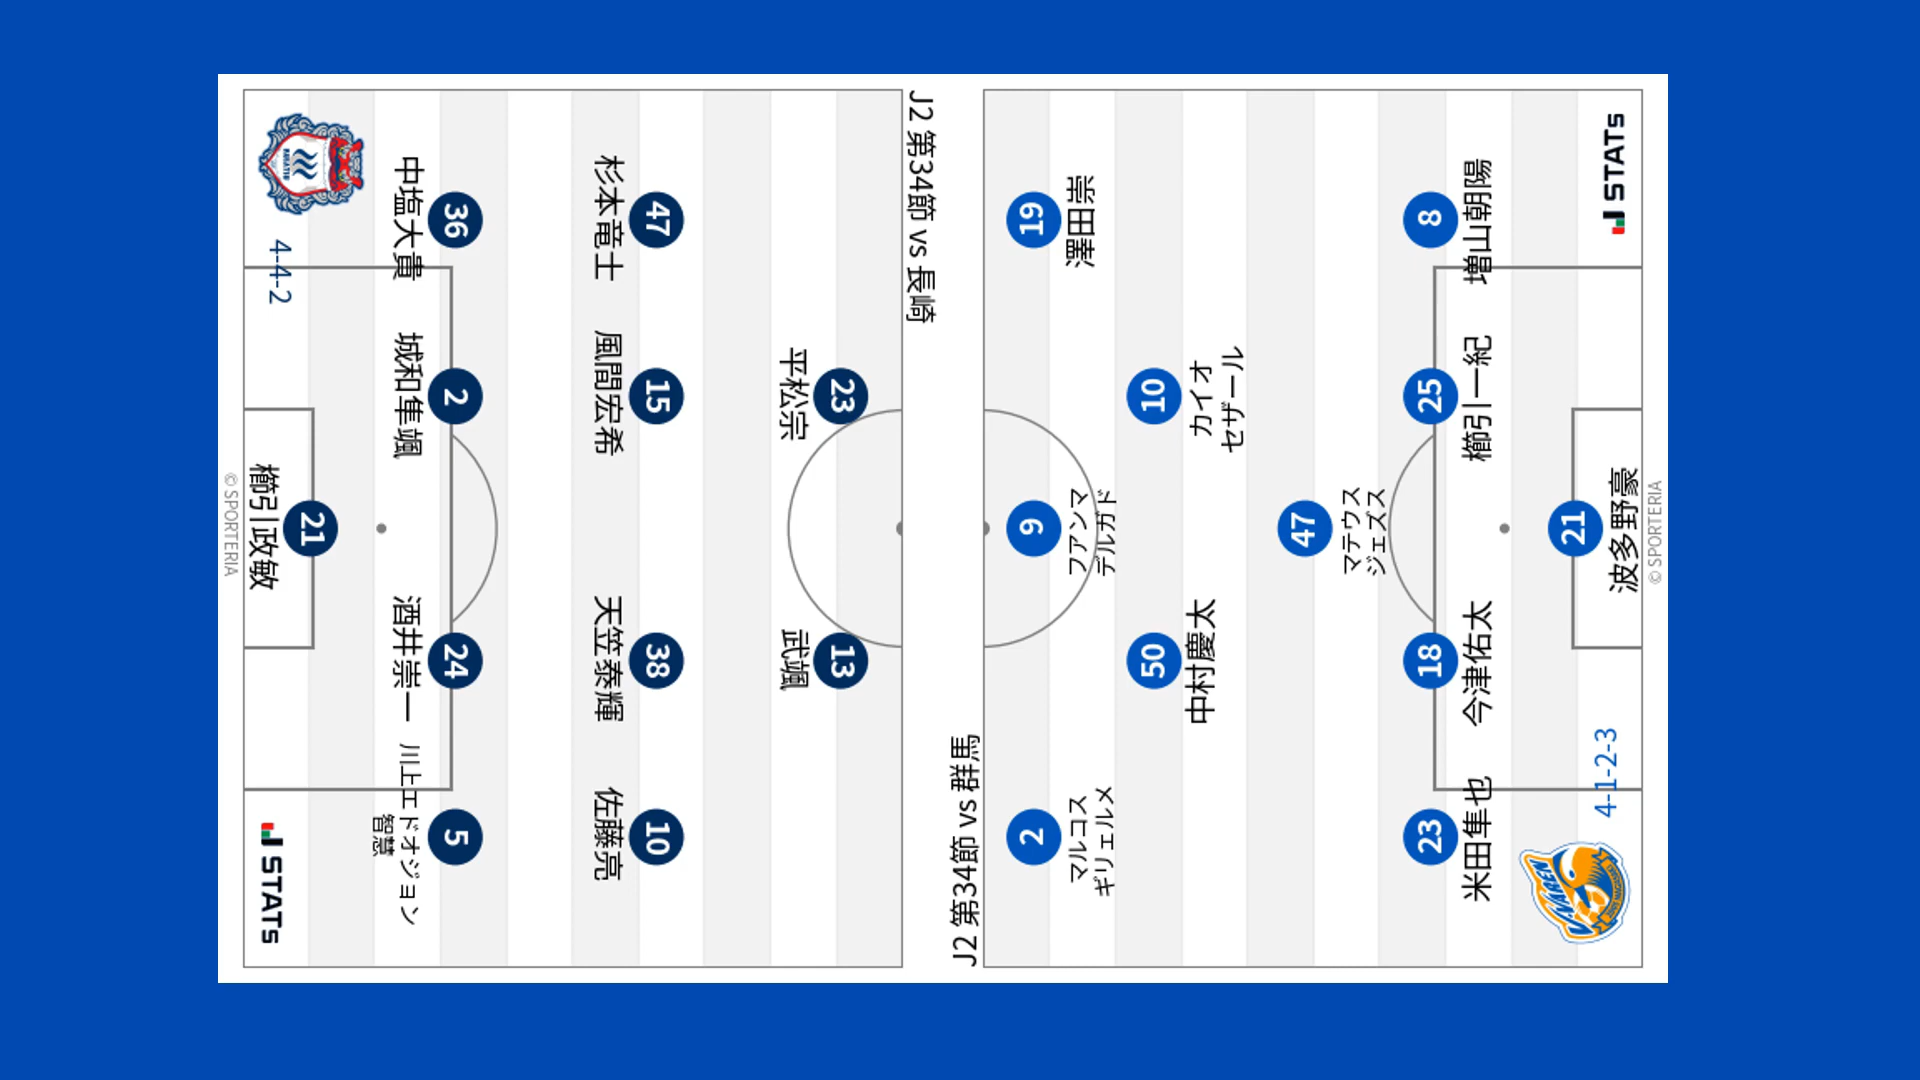 J2 第34節 vs 長崎
4-4-2
36
中塩大貴
2
城和隼颯
21
櫛引政敏
24
酒井崇一
5
川上エドオジョン
智慧
47
杉本竜士
15
風間宏希
38
天笠泰輝
10
佐藤亮
23
平松宗
13
武颯
STATs
© SPORTERIA
J2 第34節 vs 群馬
19
澤田崇
9
フアンマ
デルガド
2
マルコス
ギリェルメ
10
カイオ
セザール
50
中村慶太
47
マテウス
ジェズス
8
増山朝陽
25
櫛引一紀
18
今津佑太
23
米田隼也
21
波多野豪
4-1-2-3
STATs
V.VAREN
© SPORTERIA